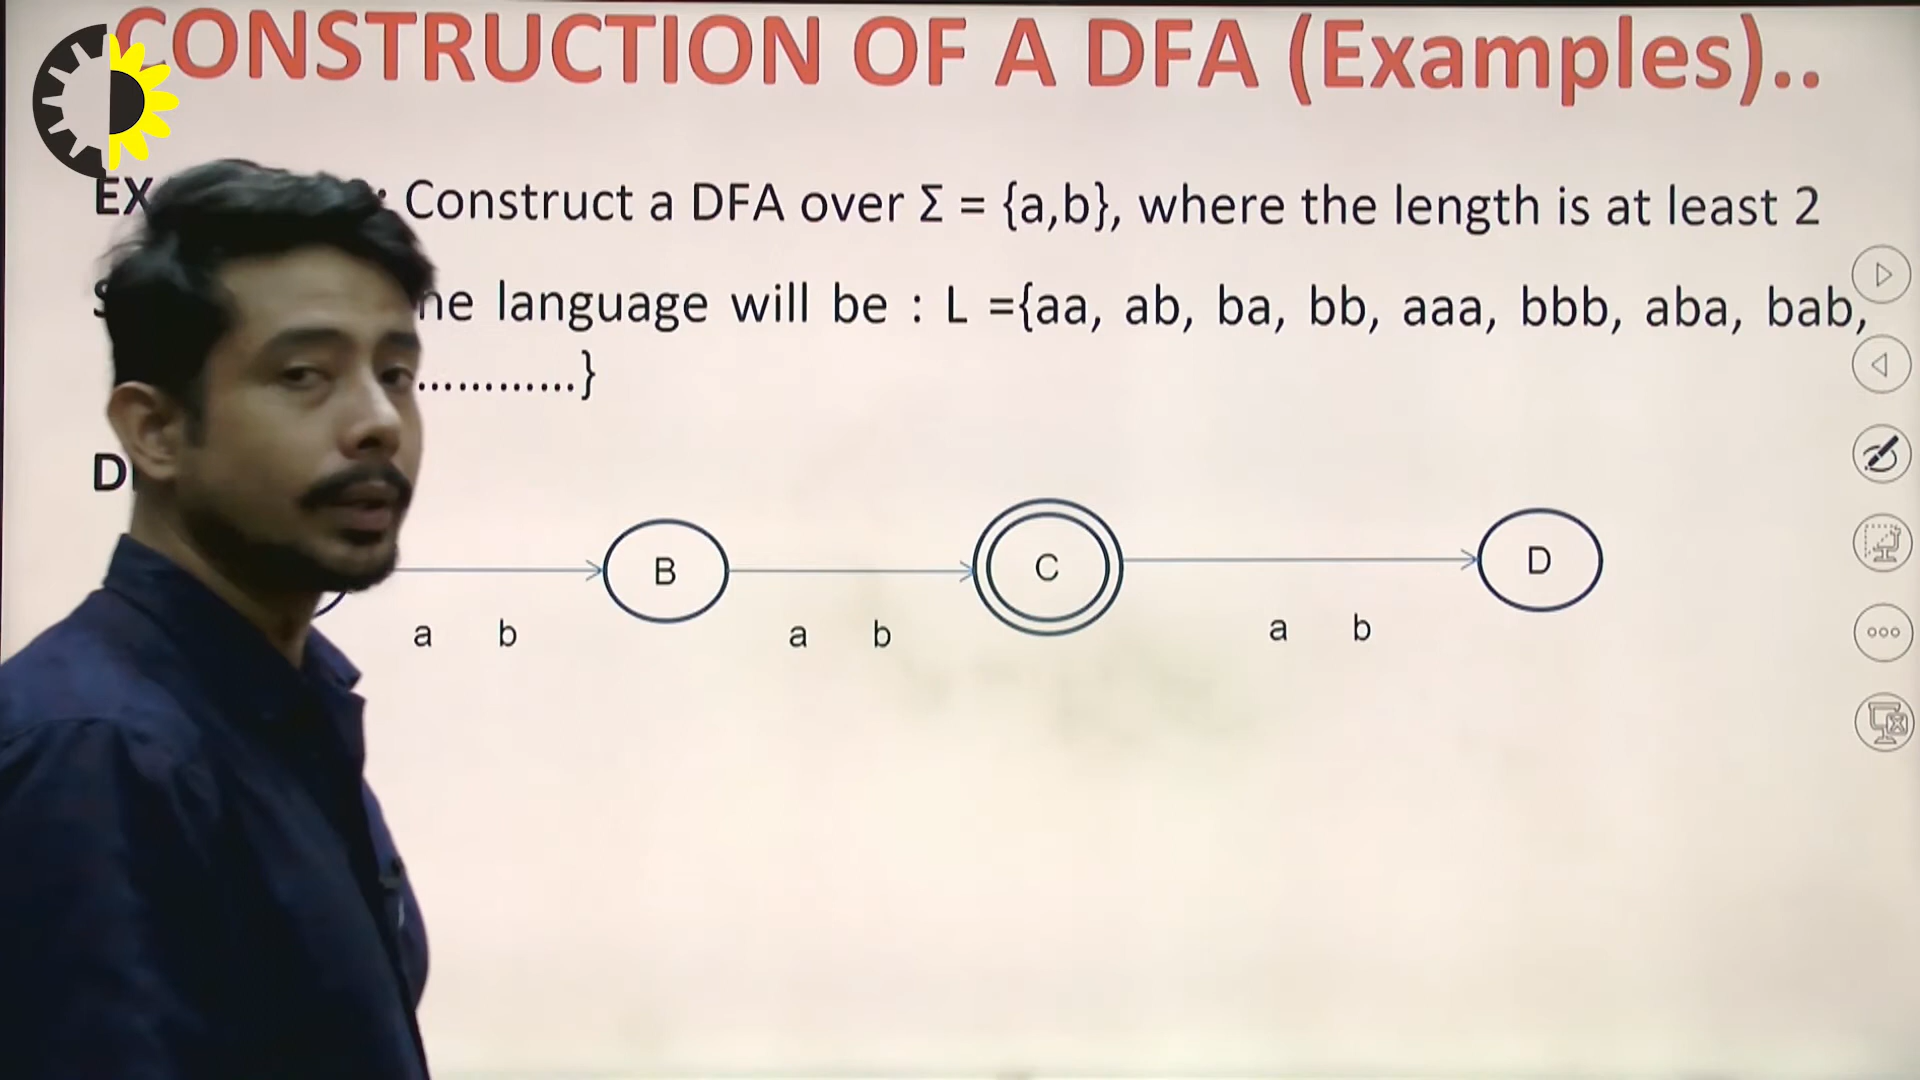 CONSTRUCTION OF A DFA (Examples)..
EX : Construct a DFA over Σ = {a,b}, where the length is at least 2
he language will be : L ={aa, ab, ba, bb, aaa, bbb, aba, bab,
.............}
D
B C D
a b a b a b